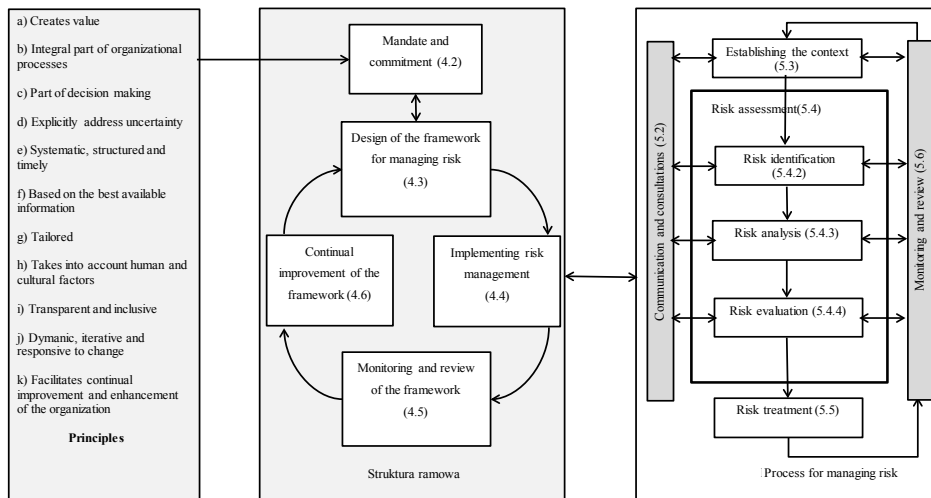 a) Creates value
b) Integral part of organizational
processes
c) Part of decision making
d) Explicitly address uncertainty
e) Systematic, structured and
timely
f) Based on the best available
information
g) Tailored
h) Takes into account human and
cultural factors
i) Transparent and inclusive
j) Dymanic, iterative and
responsive to change
k) Facilitates continual
improvement and enhancement
of the organization
Principles
Mandate and
commitment (4.2)
Design of the framework
for managing risk
(4.3)
Continual
improvement of the
framework (4.6)
Implementing risk
management
(4.4)
Monitoring and review
of the framework
(4.5)
Struktura ramowa
Communication and consultations (5.2)
Establishing the context
(5.3)
Risk assessment(5.4)
Risk identification
(5.4.2)
Risk analysis (5.4.3)
Risk evaluation (5.4.4)
Risk treatment (5.5)
Monitoring and review (5.6)
Process for managing risk